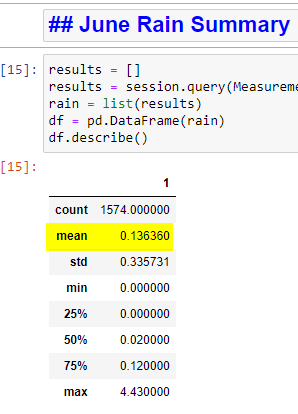 ## June Rain Summary
[15]: results = []
results = session.query(Measureme
rain = list(results)
df = pd.DataFrame(rain)
df.describe()
[15]:
1
count 1574.000000
mean 0.136360
std 0.335731
min 0.000000
25% 0.000000
50% 0.020000
75% 0.120000
max 4.430000